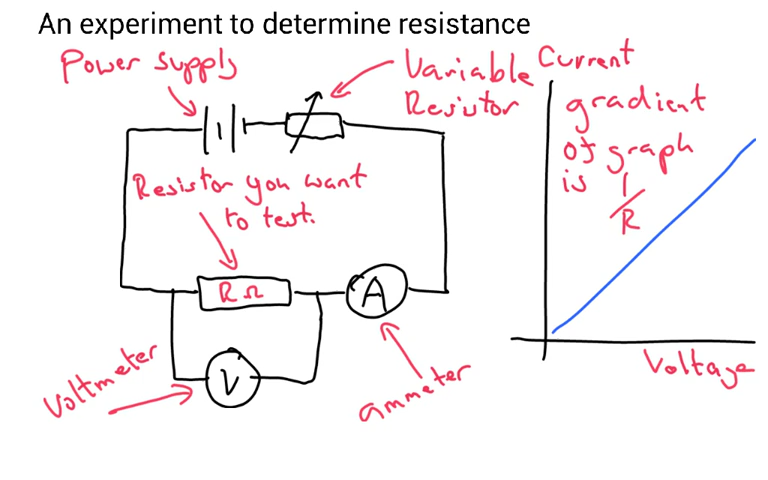 An experiment to determine resistance
Power supply
Variable
Resistor
Current
gradient
of graph
is 1/R
Resistor you want
to test.
R Ω
A
V
Voltmeter
ammeter
Voltage